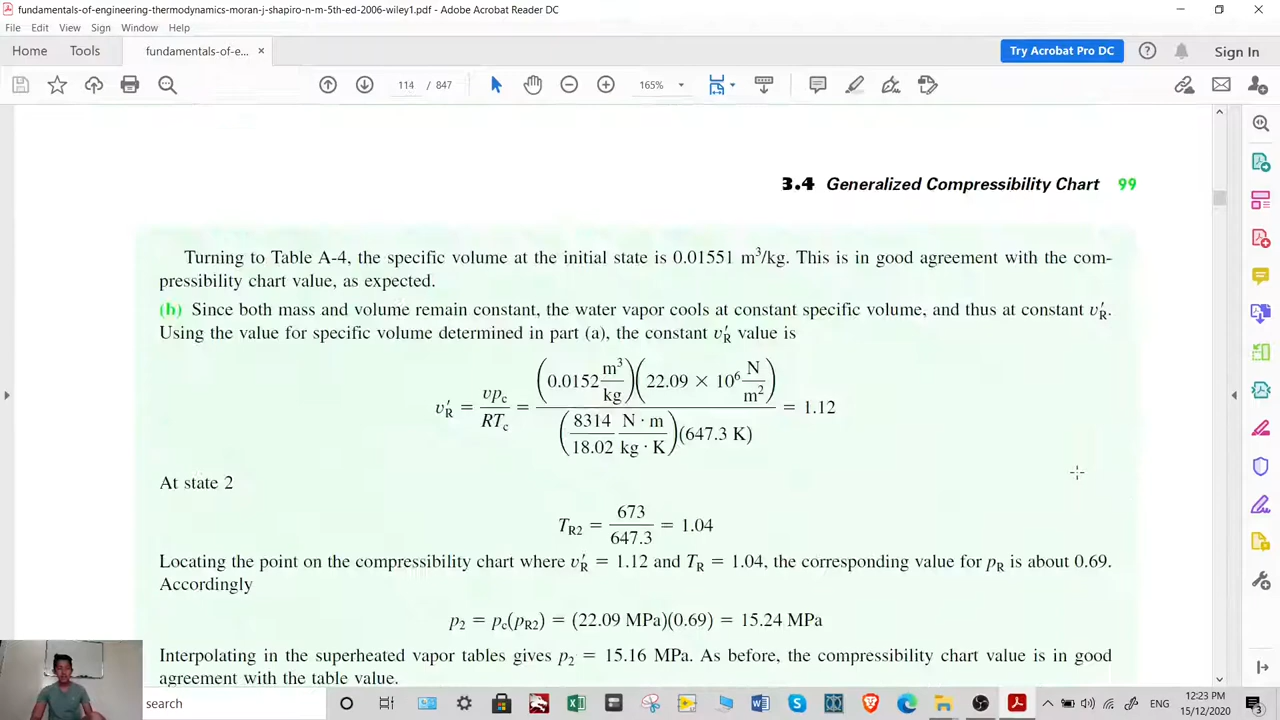 fundamentals-of-engineering-thermodynamics-moran-j-shapiro-n-m-5th-ed-2006-wiley1.pdf - Adobe Acrobat Reader DC
File Edit View Sign Window Help
Home Tools fundamentals-of-e... × Try Acrobat Pro DC Sign In
114 / 847 165%
3.4 Generalized Compressibility Chart 99
Turning to Table A-4, the specific volume at the initial state is 0.01551 m³/kg. This is in good agreement with the com-
pressibility chart value, as expected.
(b) Since both mass and volume remain constant, the water vapor cools at constant specific volume, and thus at constant v′R.
Using the value for specific volume determined in part (a), the constant v′R value is
v′R = vpc / RTc = (0.0152 m³/kg)(22.09 × 10⁶ N/m²) / (8314/18.02 N · m/kg · K)(647.3 K) = 1.12
At state 2
TR2 = 673/647.3 = 1.04
Locating the point on the compressibility chart where v′R = 1.12 and TR = 1.04, the corresponding value for pR is about 0.69.
Accordingly
p2 = pc(pR2) = (22.09 MPa)(0.69) = 15.24 MPa
Interpolating in the superheated vapor tables gives p2 = 15.16 MPa. As before, the compressibility chart value is in good
agreement with the table value.
search
ENG
12:23 PM
15/12/2020
3